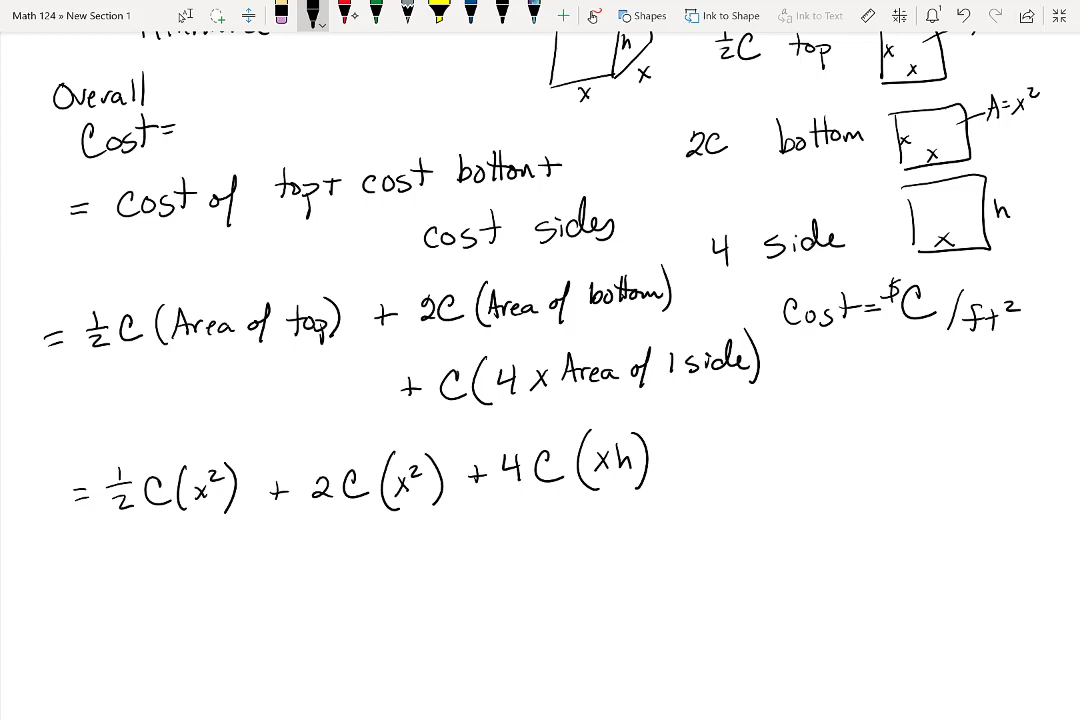 Math 124 » New Section 1
Shapes
Ink to Shape
Ink to Text
h
x
x
½C top
x
x
Overall
Cost=
2C bottom
x
x
A=x²
= cost of top+ cost bottom+
cost sides
4 side
h
x
= ½C (Area of top) + 2C (Area of bottom)
Cost=$C/ft²
+ C(4 x Area of 1 side)
= ½C(x²) + 2C(x²) + 4C(xh)